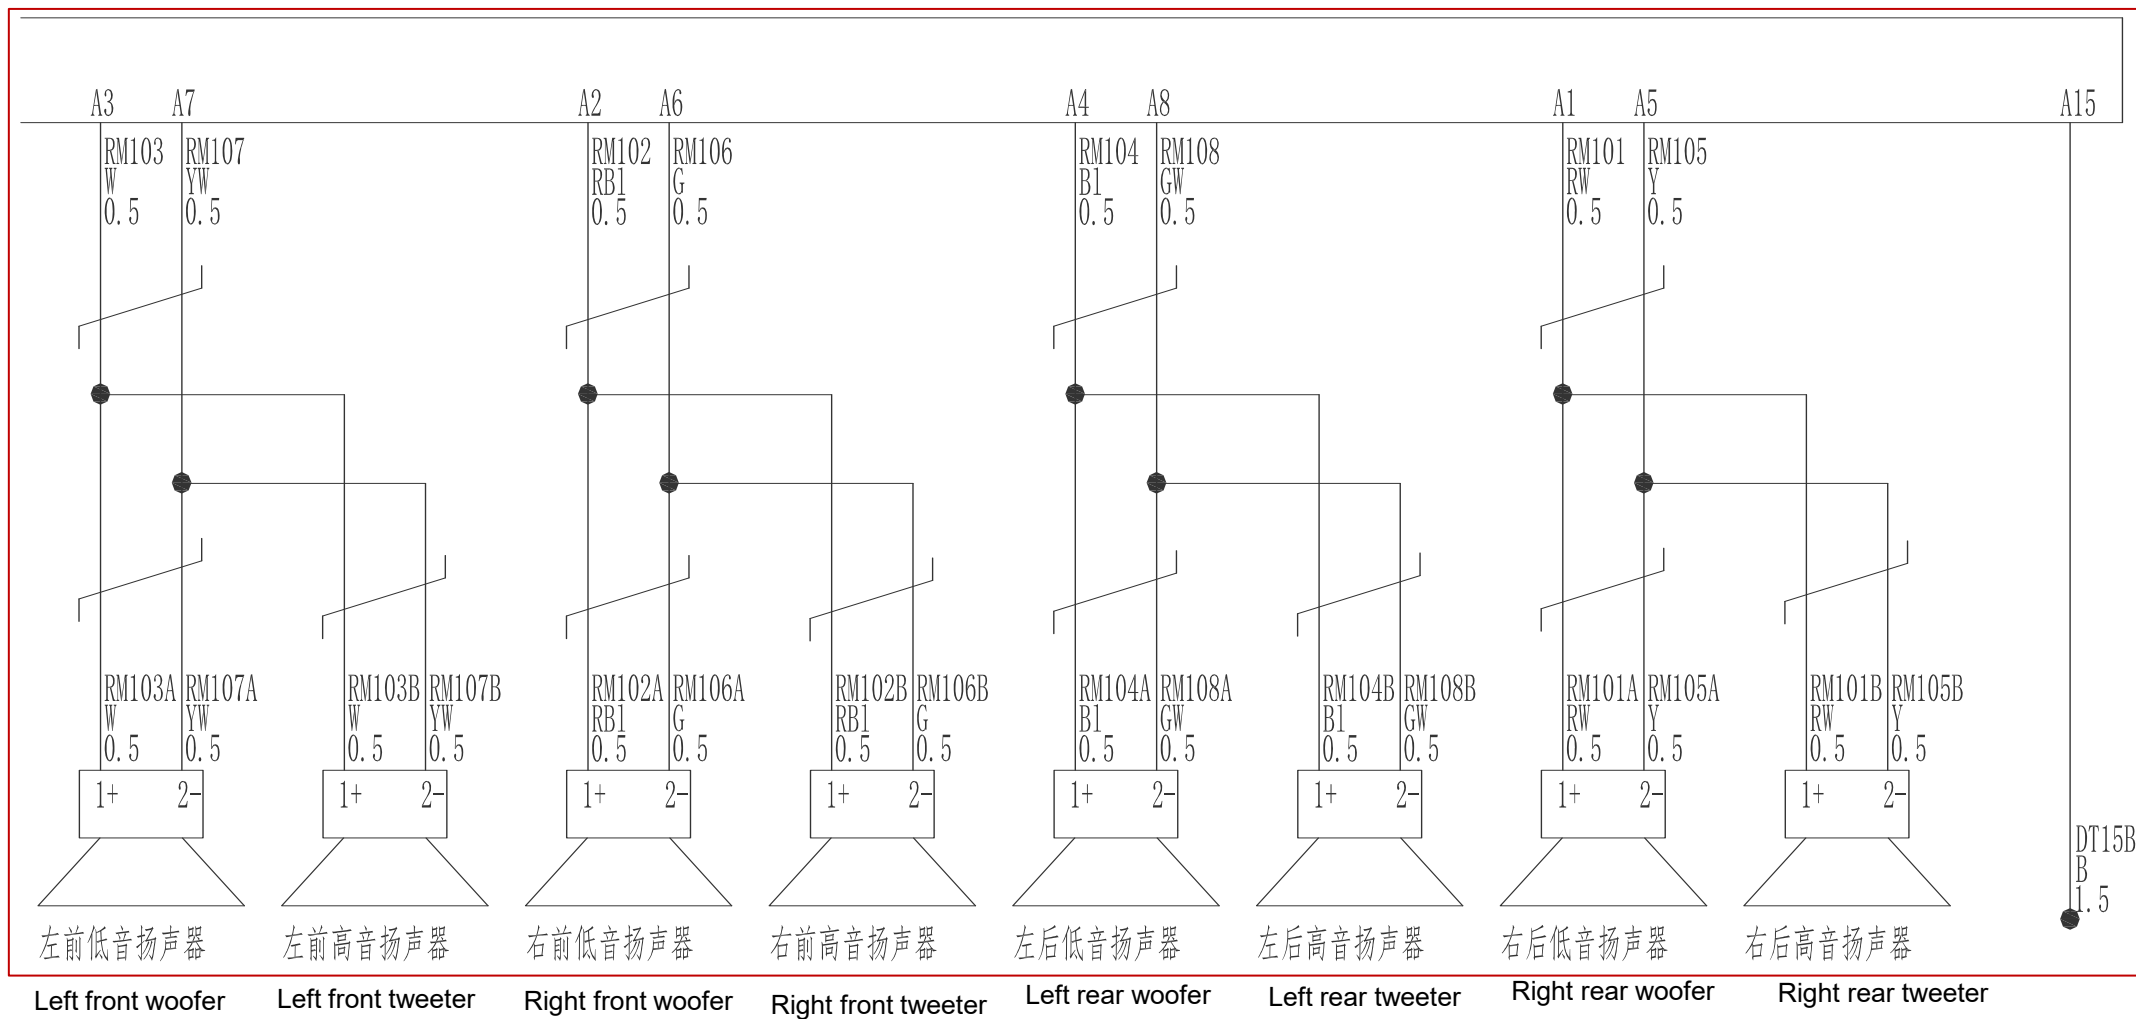 A3 A7 A2 A6 A4 A8 A1 A5 A15
RM103 RM107 RM102 RM106 RM104 RM108 RM101 RM105
W YW RB1 G B1 GW RW Y
0.5 0.5 0.5 0.5 0.5 0.5 0.5 0.5
RM103A RM107A RM103B RM107B RM102A RM106A RM102B RM106B RM104A RM108A RM104B RM108B RM101A RM105A RM101B RM105B
W YW W YW RB1 G RB1 G B1 GW B1 GW RW Y RW Y
0.5 0.5 0.5 0.5 0.5 0.5 0.5 0.5 0.5 0.5 0.5 0.5 0.5 0.5 0.5 0.5
1+ 2- 1+ 2- 1+ 2- 1+ 2- 1+ 2- 1+ 2- 1+ 2- 1+ 2-
DT15B
B
1.5
左前低音扬声器 左前高音扬声器 右前低音扬声器 右前高音扬声器 左后低音扬声器 左后高音扬声器 右后低音扬声器 右后高音扬声器
Left front woofer Left front tweeter Right front woofer Right front tweeter Left rear woofer Left rear tweeter Right rear woofer Right rear tweeter